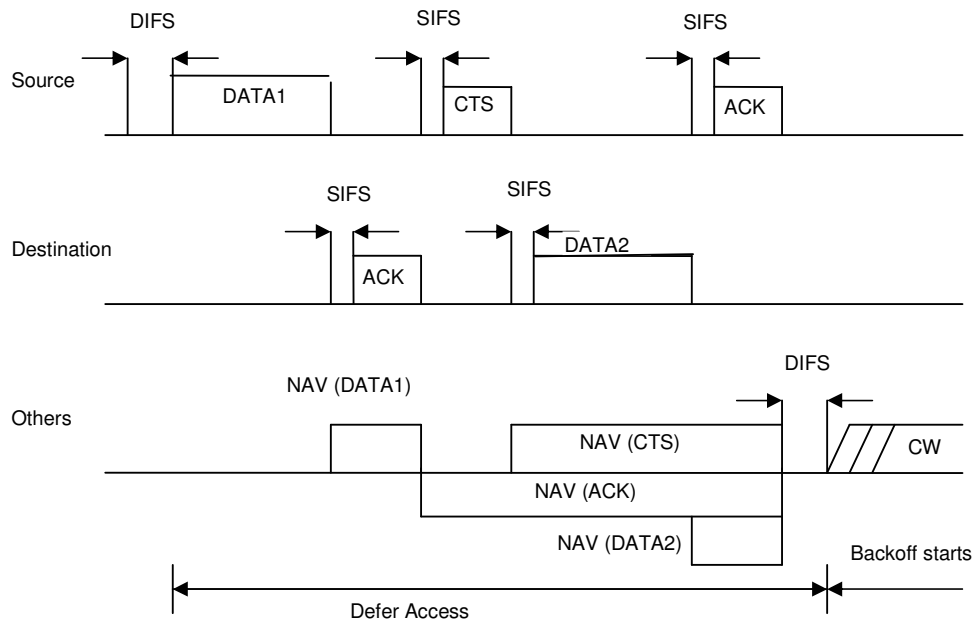 DIFS
SIFS
SIFS
Source
DATA1
CTS
ACK
SIFS
SIFS
Destination
DATA2
ACK
DIFS
NAV (DATA1)
Others
NAV (CTS)
CW
NAV (ACK)
NAV (DATA2)
Backoff starts
Defer Access